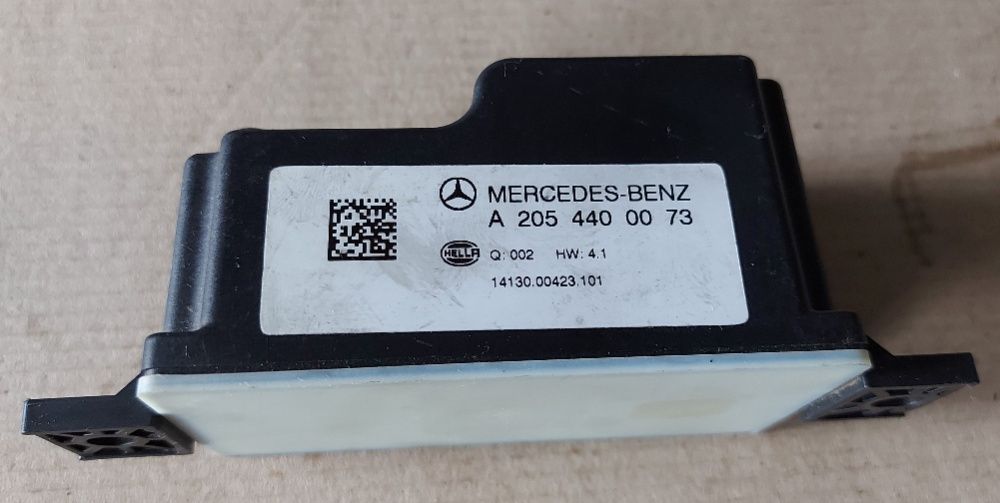 MERCEDES-BENZ
A 205 440 00 73
HELLA Q: 002 HW: 4.1
14130.00423.101